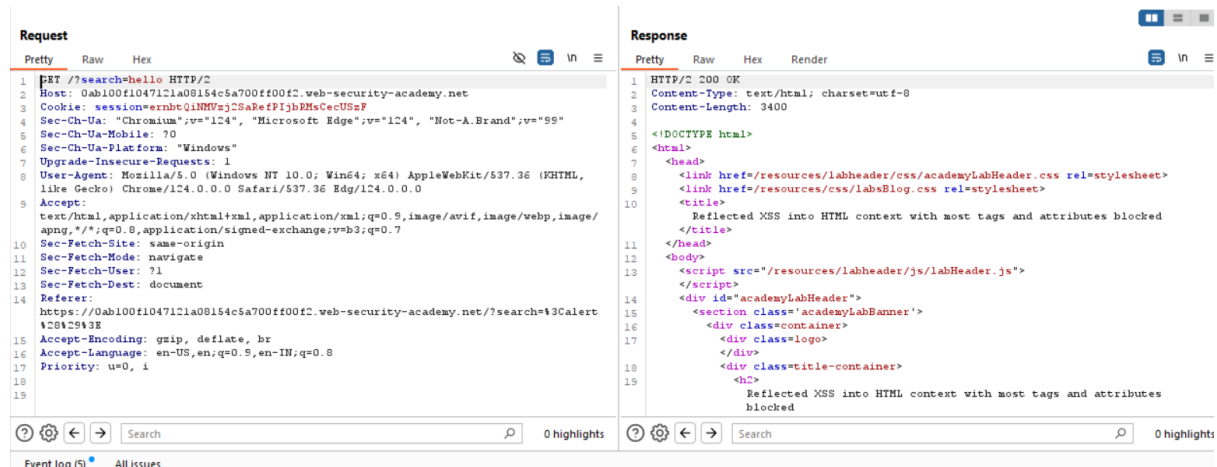 Request
Pretty Raw Hex \n
1 GET /?search=hello HTTP/2
2 Host: 0ab100f1047121a08154c5a700ff00f2.web-security-academy.net
3 Cookie: session=ernbtQiNMVzj2SaRefPIjbRMsCecUSzF
4 Sec-Ch-Ua: "Chromium";v="124", "Microsoft Edge";v="124", "Not-A.Brand";v="99"
5 Sec-Ch-Ua-Mobile: ?0
6 Sec-Ch-Ua-Platform: "Windows"
7 Upgrade-Insecure-Requests: 1
8 User-Agent: Mozilla/5.0 (Windows NT 10.0; Win64; x64) AppleWebKit/537.36 (KHTML,
like Gecko) Chrome/124.0.0.0 Safari/537.36 Edg/124.0.0.0
9 Accept:
text/html,application/xhtml+xml,application/xml;q=0.9,image/avif,image/webp,image/
apng,*/*;q=0.8,application/signed-exchange;v=b3;q=0.7
10 Sec-Fetch-Site: same-origin
11 Sec-Fetch-Mode: navigate
12 Sec-Fetch-User: ?1
13 Sec-Fetch-Dest: document
14 Referer:
https://0ab100f1047121a08154c5a700ff00f2.web-security-academy.net/?search=%3Calert
%28%29%3E
15 Accept-Encoding: gzip, deflate, br
16 Accept-Language: en-US,en;q=0.9,en-IN;q=0.8
17 Priority: u=0, i
18
19
Search 0 highlights
Response
Pretty Raw Hex Render \n
1 HTTP/2 200 OK
2 Content-Type: text/html; charset=utf-8
3 Content-Length: 3400
4
5 <!DOCTYPE html>
6 <html>
7 <head>
8 <link href=/resources/labheader/css/academyLabHeader.css rel=stylesheet>
9 <link href=/resources/css/labsBlog.css rel=stylesheet>
10 <title>
Reflected XSS into HTML context with most tags and attributes blocked
</title>
11 </head>
12 <body>
13 <script src="/resources/labheader/js/labHeader.js">
</script>
14 <div id="academyLabHeader">
15 <section class='academyLabBanner'>
16 <div class=container>
17 <div class=logo>
</div>
18 <div class=title-container>
19 <h2>
Reflected XSS into HTML context with most tags and attributes
blocked
Search 0 highlights
Event log (5) All issues